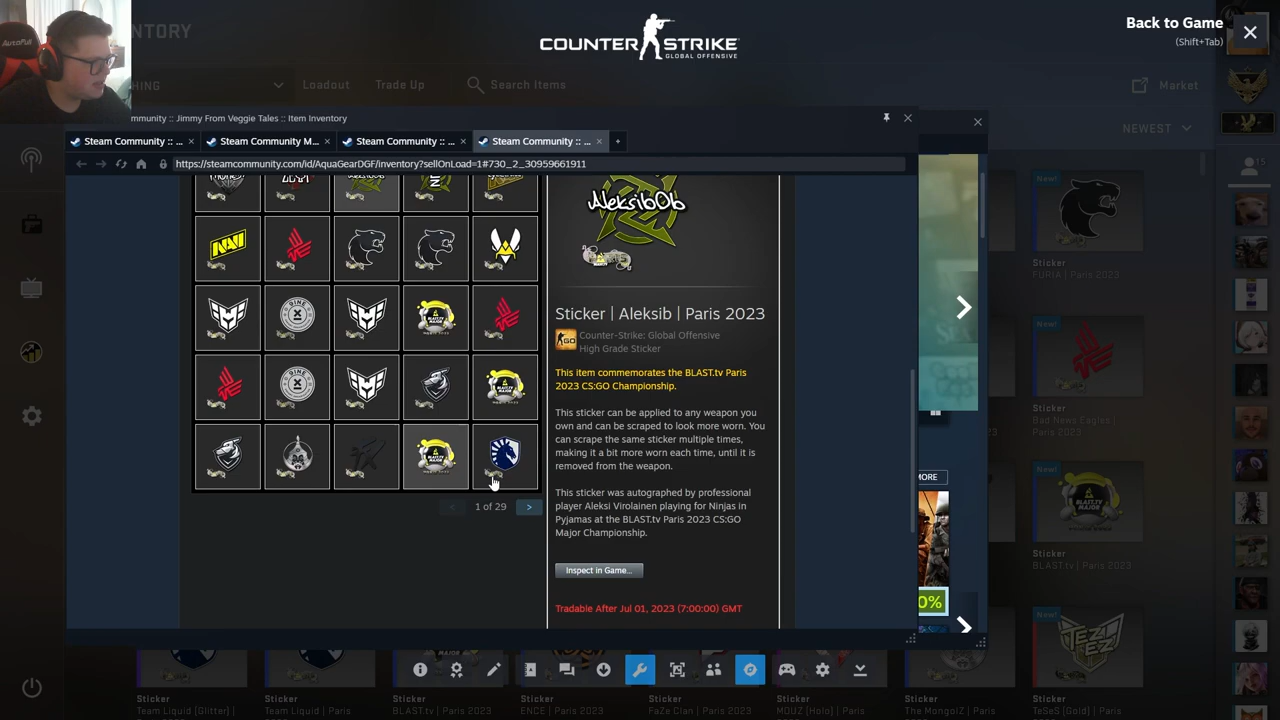 AutoFull
NTORY
COUNTER STRIKE
GLOBAL OFFENSIVE
Back to Game
(Shift+Tab)
HING
Loadout
Trade Up
Search Items
Market
NEWEST
mmunity :: Jimmy From Veggie Tales :: Item Inventory
Steam Community :: ...
Steam Community M...
Steam Community :: ...
Steam Community :: ...
https://steamcommunity.com/id/AquaGearDGF/inventory?sellOnLoad=1#730_2_30959661911
AleksibOb
Sticker | Aleksib | Paris 2023
Counter-Strike: Global Offensive
High Grade Sticker
This item commemorates the BLAST.tv Paris
2023 CS:GO Championship.
This sticker can be applied to any weapon you
own and can be scraped to look more worn. You
can scrape the same sticker multiple times,
making it a bit more worn each time, until it is
removed from the weapon.
This sticker was autographed by professional
player Aleksi Virolainen playing for Ninjas in
Pyjamas at the BLAST.tv Paris 2023 CS:GO
Major Championship.
Inspect in Game...
Tradable After Jul 01, 2023 (7:00:00) GMT
< 1 of 29 >
MORE
0%
15
New!
Sticker
FURIA | Paris 2023
New!
Sticker
Bad News Eagles |
Paris 2023
New!
Sticker
BLAST.tv | Paris 2023
New!
TESES
Sticker
Team Liquid (Glitter) |
Sticker
Team Liquid | Paris
Sticker
BLAST.tv | Paris 2023
Sticker
ENCE | Paris 2023
Sticker
FaZe Clan | Paris 2023
Sticker
MOUZ (Holo) | Paris
Sticker
The MongolZ | Paris
Sticker
TeSeS (Gold) | Paris